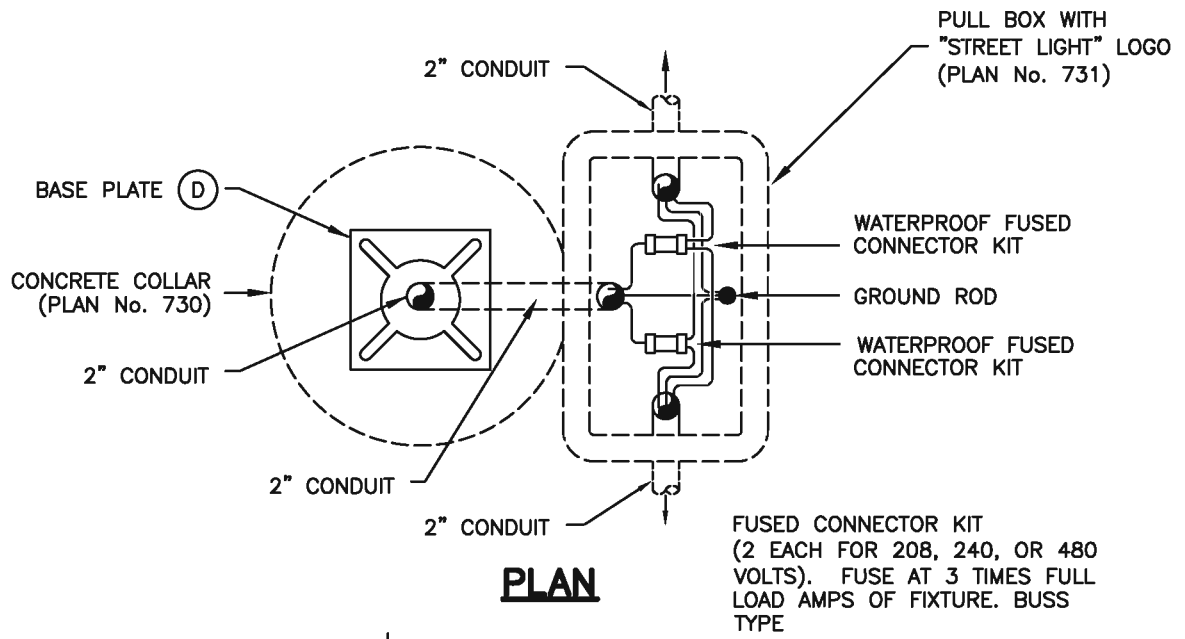 PULL BOX WITH
"STREET LIGHT" LOGO
(PLAN No. 731)
2" CONDUIT
BASE PLATE D
WATERPROOF FUSED
CONNECTOR KIT
CONCRETE COLLAR
(PLAN No. 730)
GROUND ROD
WATERPROOF FUSED
CONNECTOR KIT
2" CONDUIT
2" CONDUIT
2" CONDUIT
FUSED CONNECTOR KIT
(2 EACH FOR 208, 240, OR 480
VOLTS). FUSE AT 3 TIMES FULL
LOAD AMPS OF FIXTURE. BUSS
TYPE
PLAN